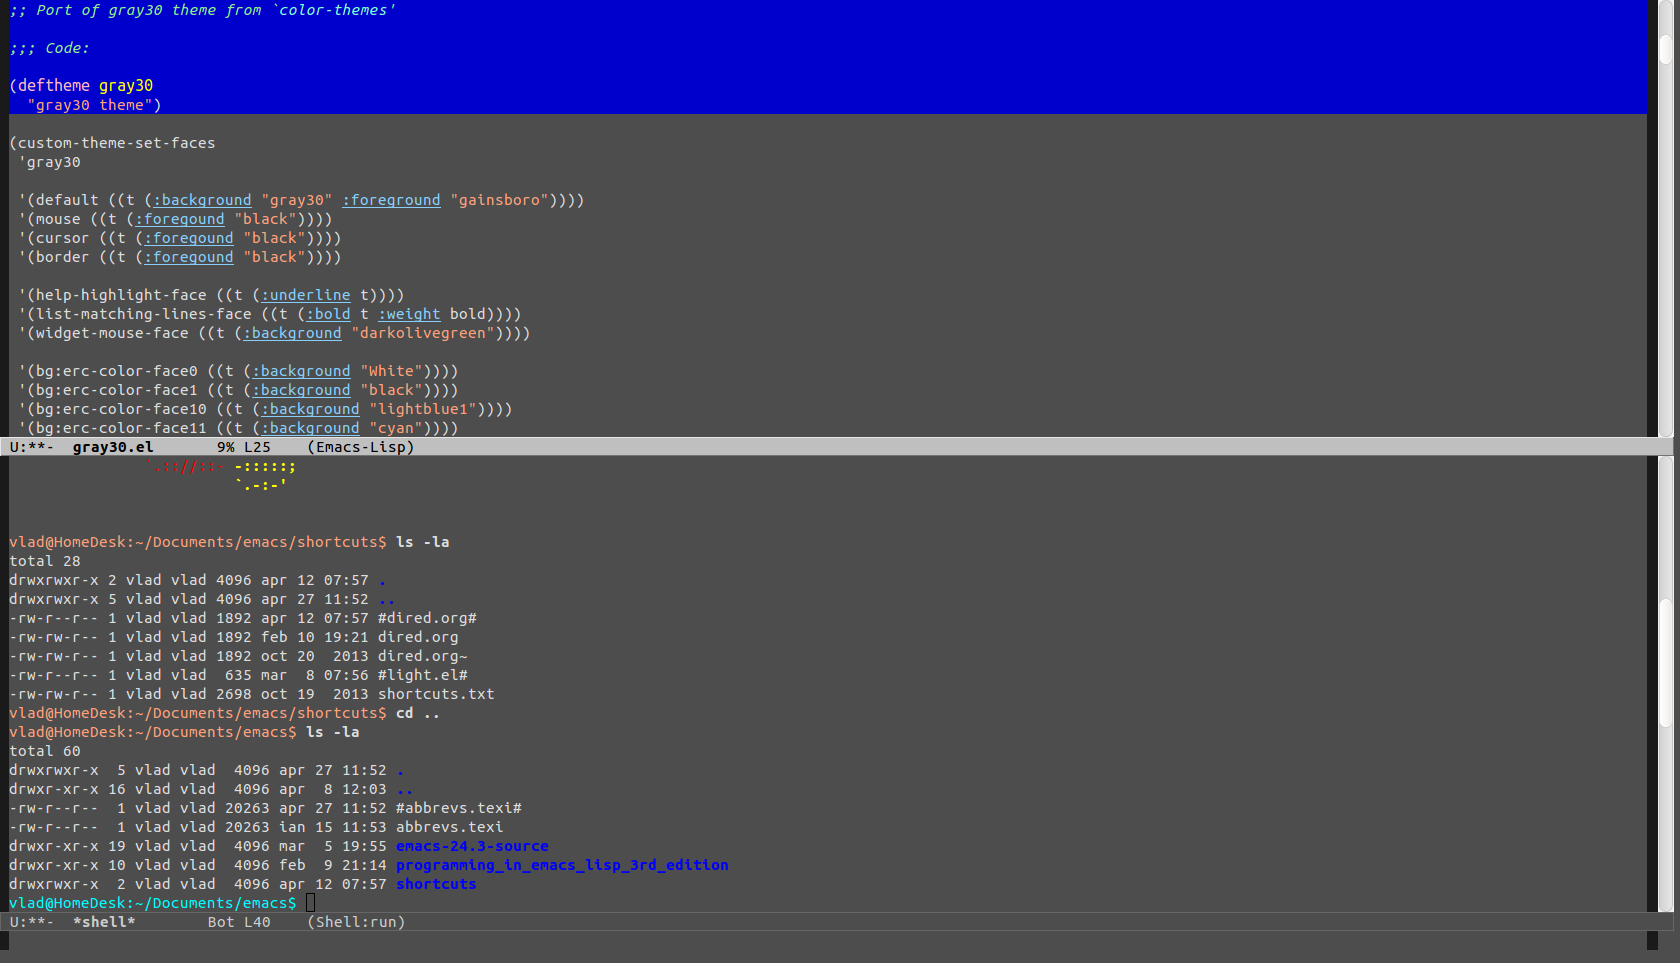 ;; Port of gray30 theme from `color-themes'
;;; Code:
(deftheme gray30
  "gray30 theme")
(custom-theme-set-faces
 'gray30
 '(default ((t (:background "gray30" :foreground "gainsboro"))))
 '(mouse ((t (:foregound "black"))))
 '(cursor ((t (:foregound "black"))))
 '(border ((t (:foregound "black"))))
 '(help-highlight-face ((t (:underline t))))
 '(list-matching-lines-face ((t (:bold t :weight bold))))
 '(widget-mouse-face ((t (:background "darkolivegreen"))))
 '(bg:erc-color-face0 ((t (:background "White"))))
 '(bg:erc-color-face1 ((t (:background "black"))))
 '(bg:erc-color-face10 ((t (:background "lightblue1"))))
 '(bg:erc-color-face11 ((t (:background "cyan"))))
U:**-  gray30.el       9% L25    (Emacs-Lisp)
`.:://::- -:::::;
`.-:-'
vlad@HomeDesk:~/Documents/emacs/shortcuts$ ls -la
total 28
drwxrwxr-x 2 vlad vlad 4096 apr 12 07:57 .
drwxrwxr-x 5 vlad vlad 4096 apr 27 11:52 ..
-rw-r--r-- 1 vlad vlad 1892 apr 12 07:57 #dired.org#
-rw-rw-r-- 1 vlad vlad 1892 feb 10 19:21 dired.org
-rw-rw-r-- 1 vlad vlad 1892 oct 20  2013 dired.org~
-rw-r--r-- 1 vlad vlad  635 mar  8 07:56 #light.el#
-rw-rw-r-- 1 vlad vlad 2698 oct 19  2013 shortcuts.txt
vlad@HomeDesk:~/Documents/emacs/shortcuts$ cd ..
vlad@HomeDesk:~/Documents/emacs$ ls -la
total 60
drwxrwxr-x  5 vlad vlad  4096 apr 27 11:52 .
drwxr-xr-x 16 vlad vlad  4096 apr  8 12:03 ..
-rw-r--r--  1 vlad vlad 20263 apr 27 11:52 #abbrevs.texi#
-rw-r--r--  1 vlad vlad 20263 ian 15 11:53 abbrevs.texi
drwxr-xr-x 19 vlad vlad  4096 mar  5 19:55 emacs-24.3-source
drwxr-xr-x 10 vlad vlad  4096 feb  9 21:14 programming_in_emacs_lisp_3rd_edition
drwxrwxr-x  2 vlad vlad  4096 apr 12 07:57 shortcuts
vlad@HomeDesk:~/Documents/emacs$
U:**-  *shell*        Bot L40    (Shell:run)